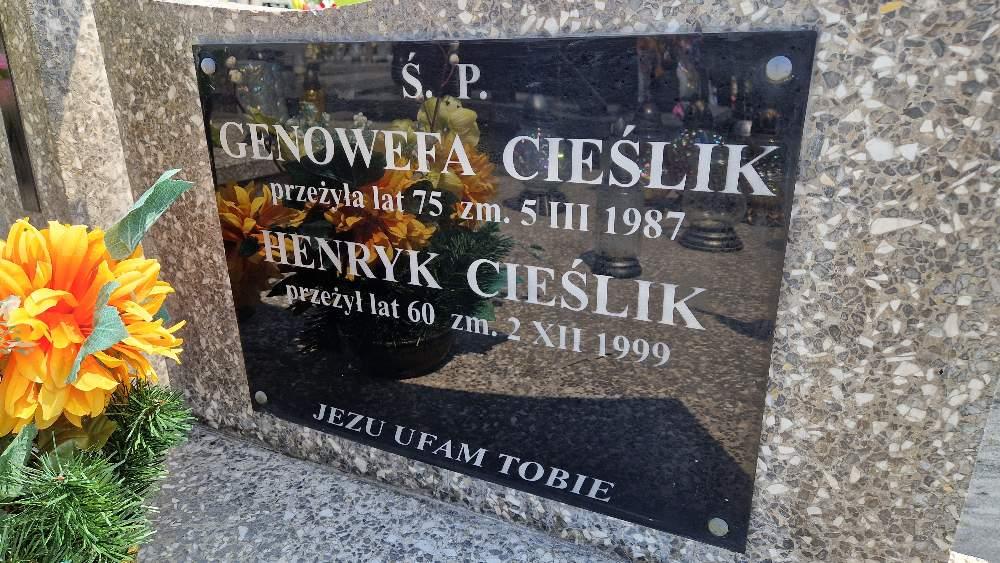 Ś. P.
GENOWEFA CIEŚLIK
przeżyła lat 75 zm. 5 III 1987
HENRYK CIEŚLIK
przeżył lat 60 zm. 2 XII 1999
JEZU UFAM TOBIE